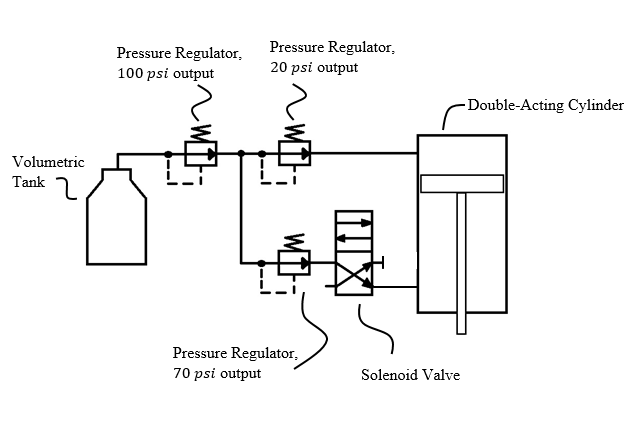 Pressure Regulator,
100 psi output
Pressure Regulator,
20 psi output
Double-Acting Cylinder
Volumetric
Tank
Pressure Regulator,
70 psi output
Solenoid Valve